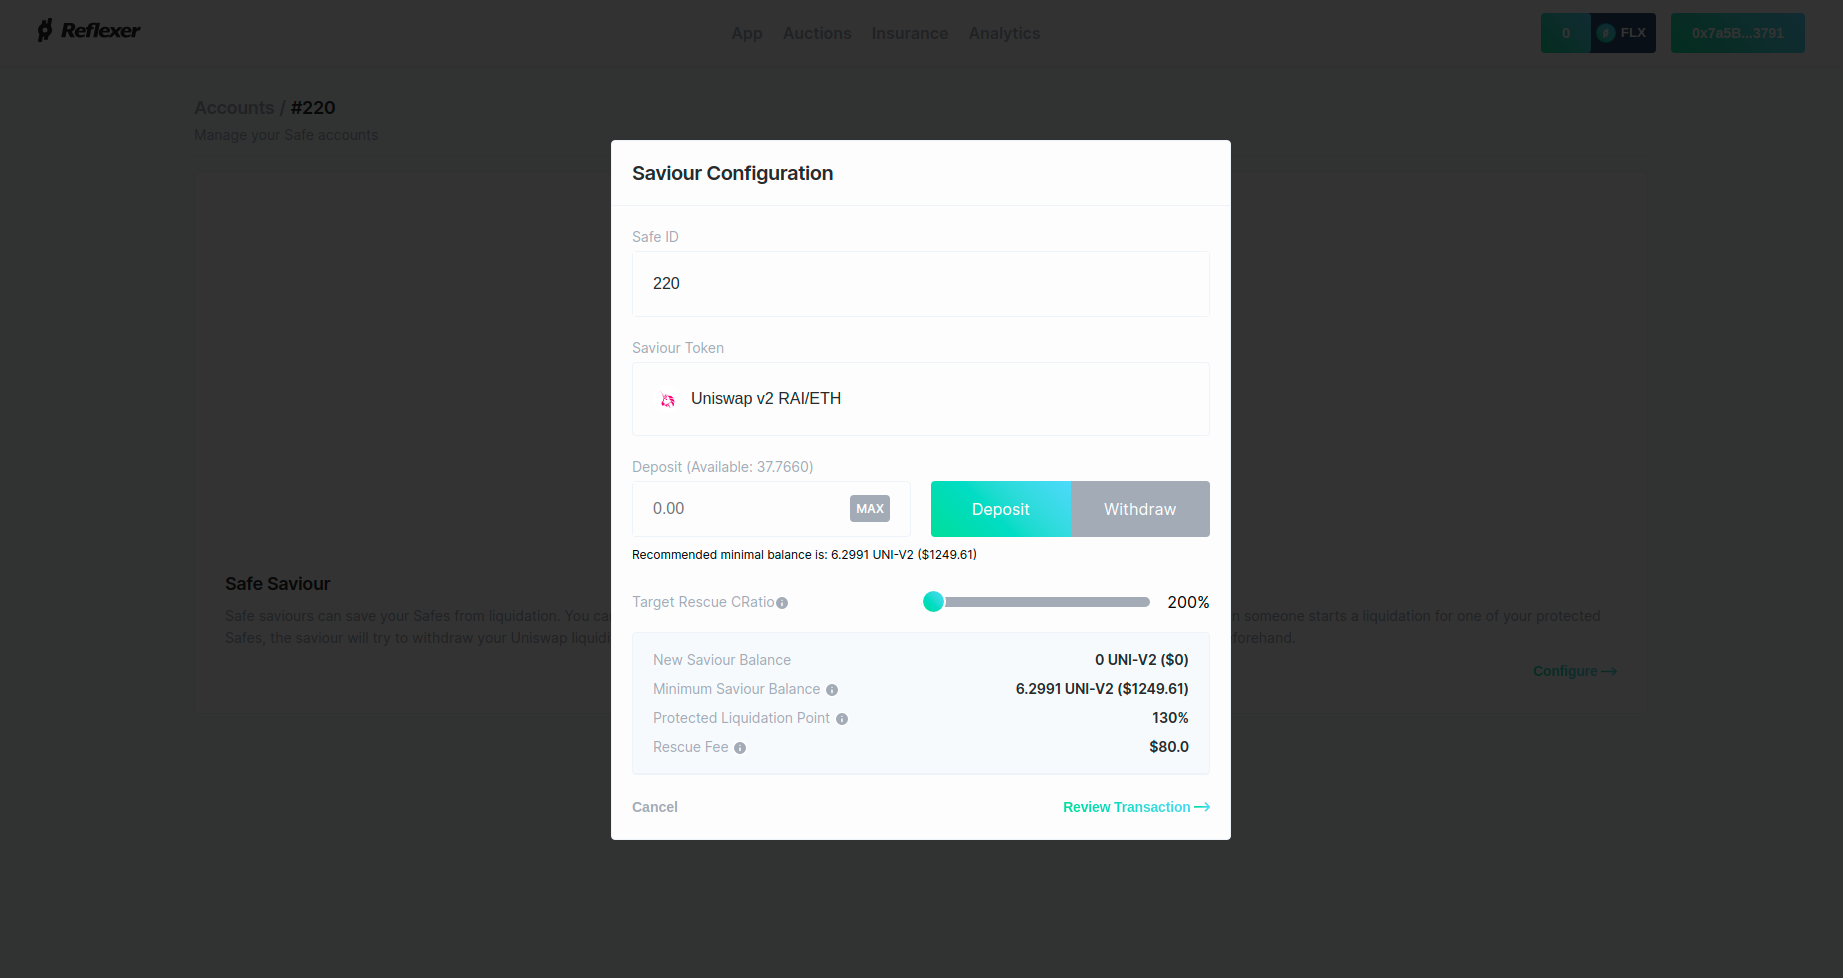 Reflexer
App Auctions Insurance Analytics
0 FLX 0x7a5B...3791
Accounts / #220
Manage your Safe accounts
Saviour Configuration
Safe ID
220
Saviour Token
Uniswap v2 RAI/ETH
Deposit (Available: 37.7660)
0.00 MAX Deposit Withdraw
Recommended minimal balance is: 6.2991 UNI-V2 ($1249.61)
Target Rescue CRatio 200%
New Saviour Balance 0 UNI-V2 ($0)
Minimum Saviour Balance 6.2991 UNI-V2 ($1249.61)
Protected Liquidation Point 130%
Rescue Fee $80.0
Cancel Review Transaction →
Safe Saviour
Safe saviours can save your Safes from liquidation. You ca n someone starts a liquidation for one of your protected
Safes, the saviour will try to withdraw your Uniswap liquidi forehand.
Configure →